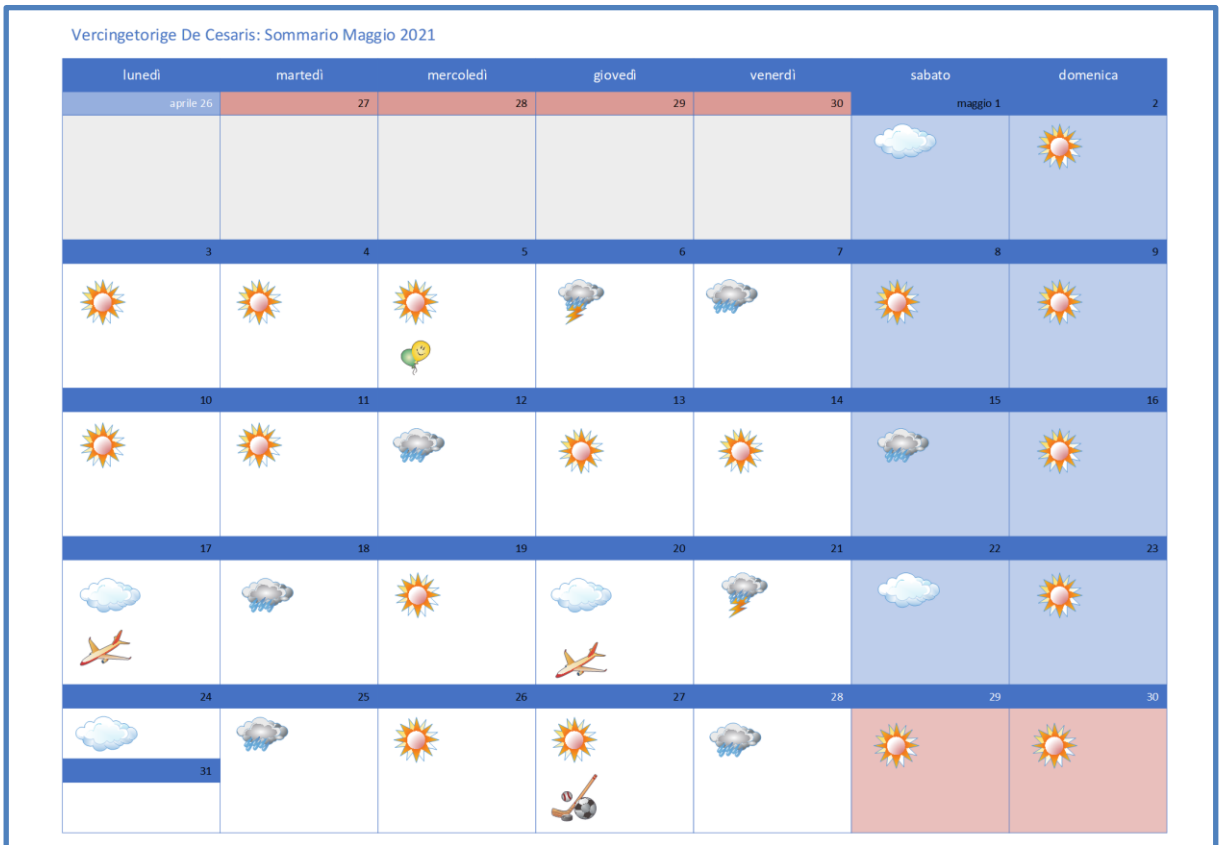 Vercingetorige De Cesaris: Sommario Maggio 2021
lunedì martedì mercoledì giovedì venerdì sabato domenica
aprile 26 27 28 29 30 maggio 1 2
3 4 5 6 7 8 9
10 11 12 13 14 15 16
17 18 19 20 21 22 23
24 25 26 27 28 29 30
31